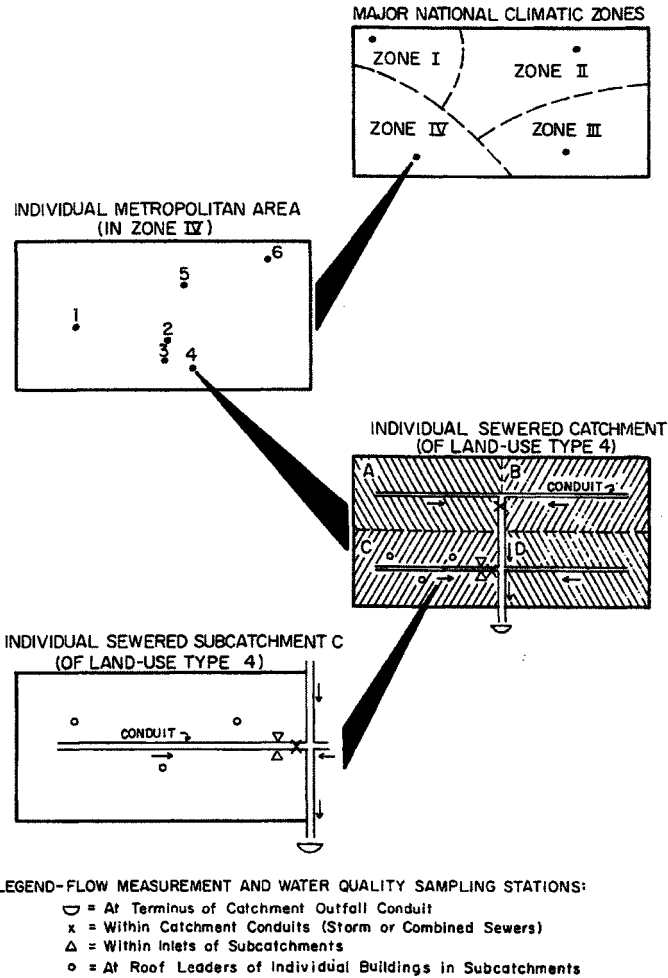 MAJOR NATIONAL CLIMATIC ZONES
ZONE I
ZONE II
ZONE IV
ZONE III
INDIVIDUAL METROPOLITAN AREA
(IN ZONE IV)
6
5
1
2
3
4
INDIVIDUAL SEWERED CATCHMENT
(OF LAND-USE TYPE 4)
A
B
CONDUIT
C
D
INDIVIDUAL SEWERED SUBCATCHMENT C
(OF LAND-USE TYPE 4)
CONDUIT
LEGEND-FLOW MEASUREMENT AND WATER QUALITY SAMPLING STATIONS:
= At Terminus of Catchment Outfall Conduit
x = Within Catchment Conduits (Storm or Combined Sewers)
△ = Within Inlets of Subcatchments
o = At Roof Leaders of Individual Buildings in Subcatchments